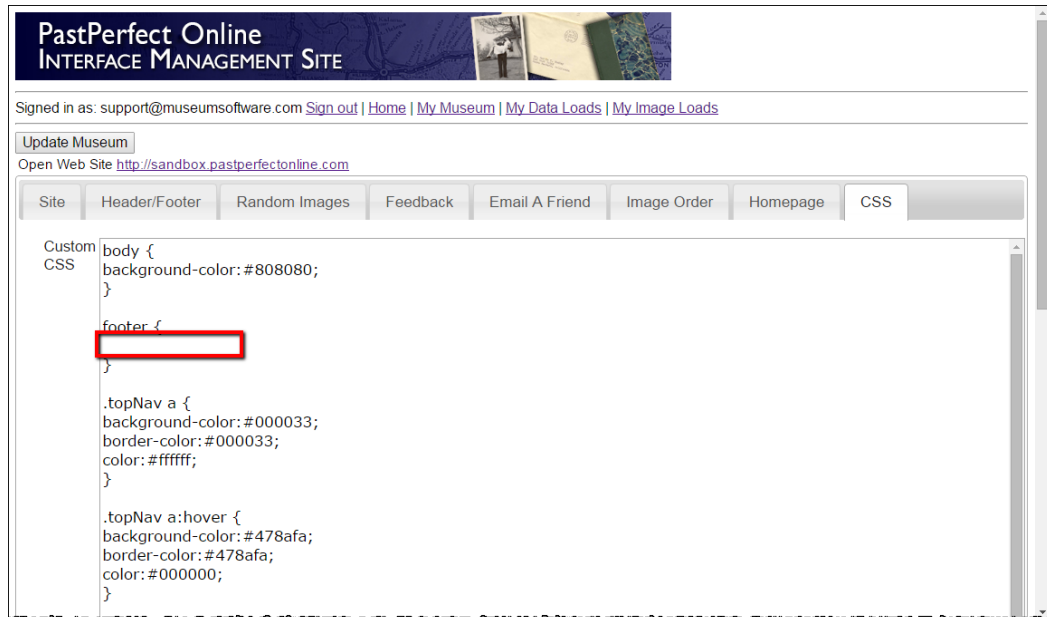 PastPerfect Online
INTERFACE MANAGEMENT SITE
Signed in as: support@museumsoftware.com Sign out | Home | My Museum | My Data Loads | My Image Loads
Update Museum
Open Web Site http://sandbox.pastperfectonline.com
Site Header/Footer Random Images Feedback Email A Friend Image Order Homepage CSS
Custom CSS
body {
background-color:#808080;
}
footer {
}
.topNav a {
background-color:#000033;
border-color:#000033;
color:#ffffff;
}
.topNav a:hover {
background-color:#478afa;
border-color:#478afa;
color:#000000;
}